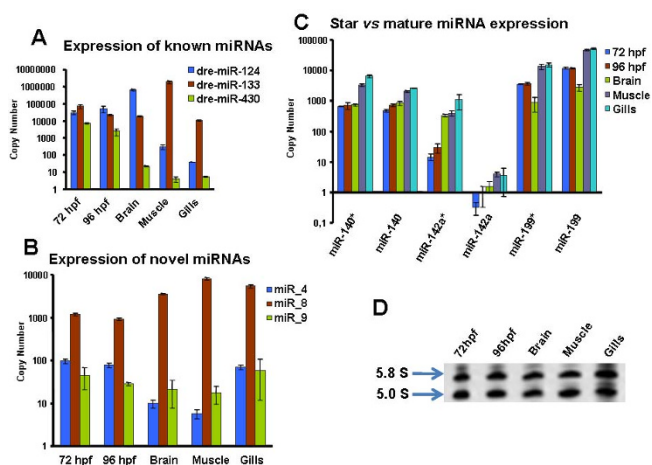 A
Expression of known miRNAs
Copy Number
10000000
1000000
100000
10000
1000
100
10
1
dre-miR-124
dre-miR-133
dre-miR-430
72 hpf
96 hpf
Brain
Muscle
Gills
B
Expression of novel miRNAs
Copy Number
10000
1000
100
10
1
miR_4
miR_8
miR_9
72 hpf
96 hpf
Brain
Muscle
Gills
C
Star vs mature miRNA expression
Copy Number
100000
10000
1000
100
10
1
0,1
72 hpf
96 hpf
Brain
Muscle
Gills
miR-140*
miR-140
miR-142a*
miR-142a
miR-199*
miR-199
D
72hpf
96hpf
Brain
Muscle
Gills
5.8 S
5.0 S